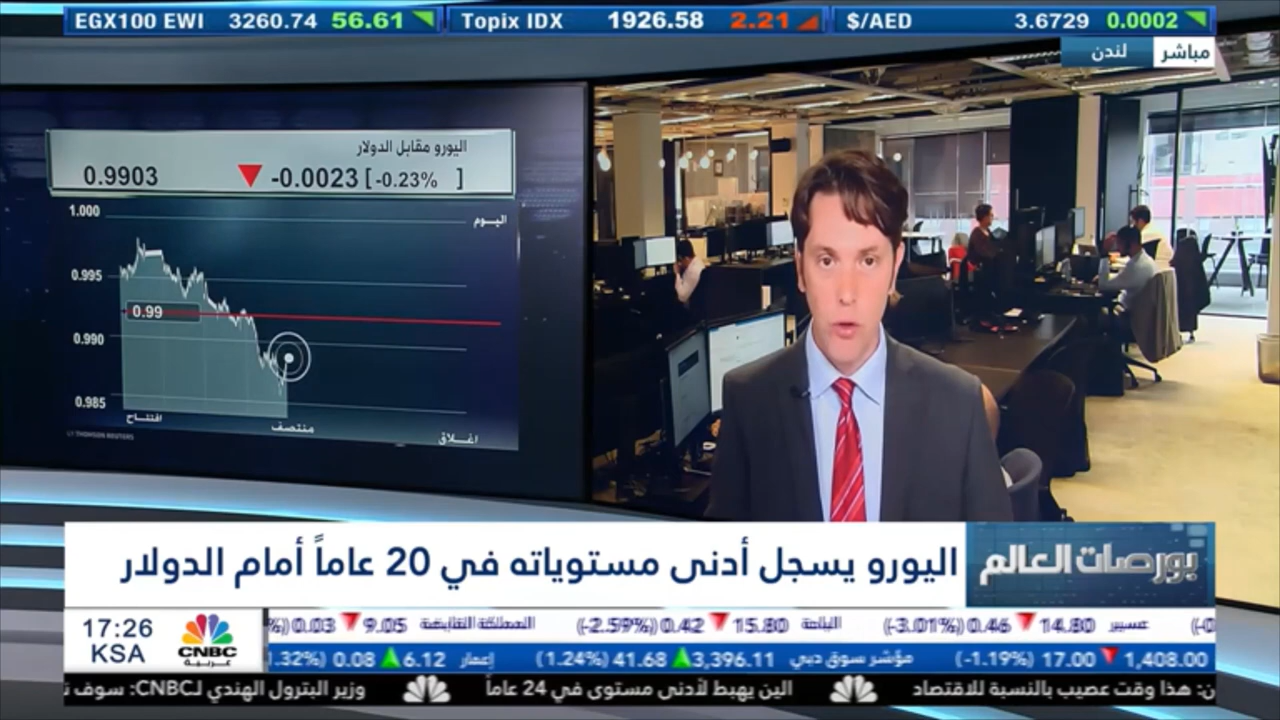 EGX100 EWI 3260.74 56.61 Topix IDX 1926.58 2.21 $/AED 3.6729 0.0002
مباشر لندن
اليورو مقابل الدولار
0.9903 -0.0023 [ -0.23% ]
اليوم
1.000
0.995
0.99
0.990
0.985
افتتاح منتصف اغلاق
THOMSON REUTERS
بورصات العالم
اليورو يسجل أدنى مستوياته في 20 عاماً أمام الدولار
17:26
KSA
CNBC
عربية
عسير 14.80 0.46 (-3.01%) الباحة 15.80 0.42 (-2.59%) المملكة القابضة 9.05 0.03
1,408.00 17.00 (-1.19%) مؤشر سوق دبي 3,396.11 41.68 (1.24%) إعمار 6.12 0.08 .32%)
ن: هذا وقت عصيب بالنسبة للاقتصاد الين يهبط لأدنى مستوى في 24 عاماً وزير البترول الهندي لـCNBC: سوف